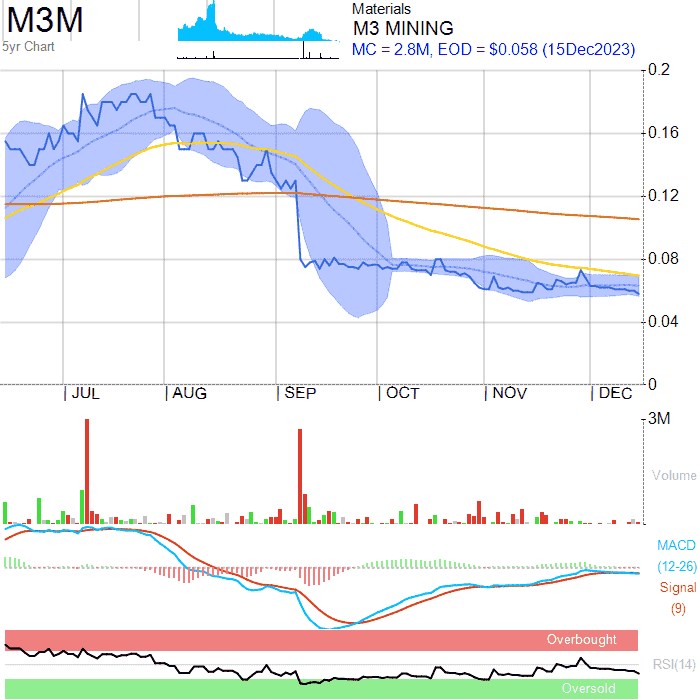 M3M
5yr Chart
Materials
M3 MINING
MC = 2.8M, EOD = $0.058 (15Dec2023)
0.2
0.16
0.12
0.08
0.04
0
JUL
AUG
SEP
OCT
NOV
DEC
3M
Volume
MACD
(12-26)
Signal
(9)
Overbought
RSI(14)
Oversold